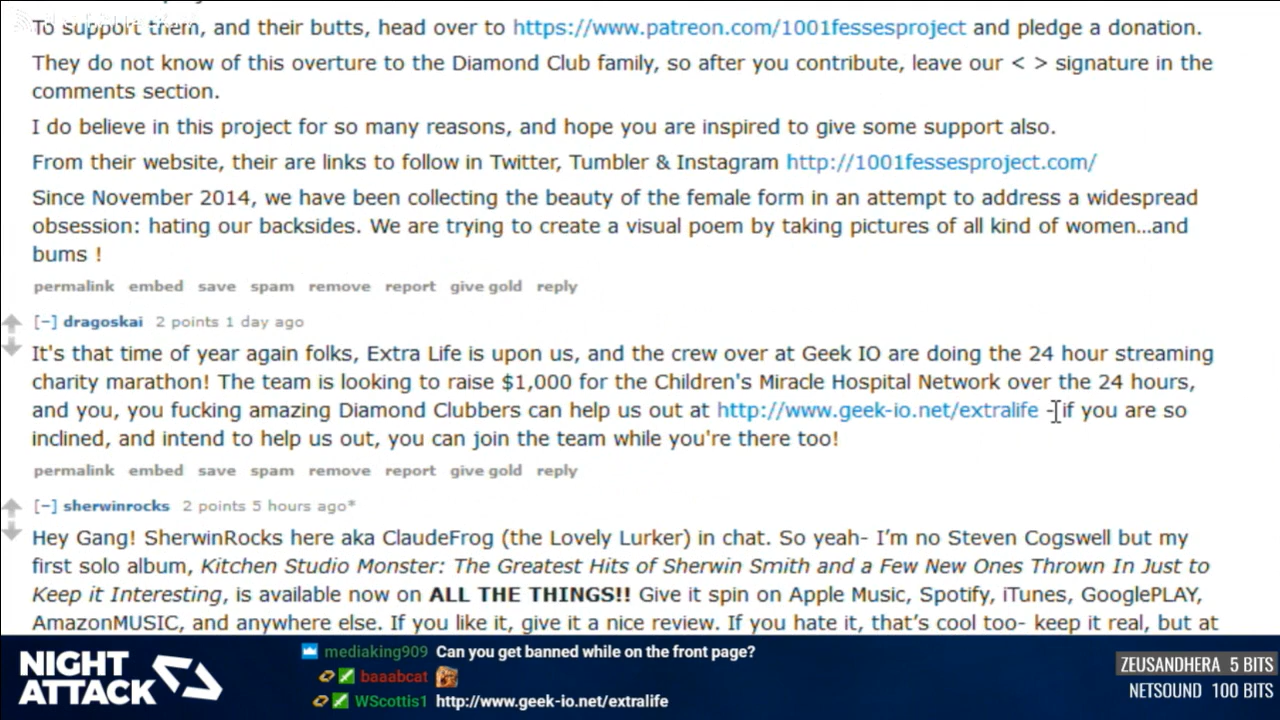 To support them, and their butts, head over to https://www.patreon.com/1001fessesproject and pledge a donation.
They do not know of this overture to the Diamond Club family, so after you contribute, leave our < > signature in the
comments section.
I do believe in this project for so many reasons, and hope you are inspired to give some support also.
From their website, their are links to follow in Twitter, Tumbler & Instagram http://1001fessesproject.com/
Since November 2014, we have been collecting the beauty of the female form in an attempt to address a widespread
obsession: hating our backsides. We are trying to create a visual poem by taking pictures of all kind of women...and
bums !
permalink embed save spam remove report give gold reply
[−] dragoskai 2 points 1 day ago
It's that time of year again folks, Extra Life is upon us, and the crew over at Geek IO are doing the 24 hour streaming
charity marathon! The team is looking to raise $1,000 for the Children's Miracle Hospital Network over the 24 hours,
and you, you fucking amazing Diamond Clubbers can help us out at http://www.geek-io.net/extralife - if you are so
inclined, and intend to help us out, you can join the team while you're there too!
permalink embed save spam remove report give gold reply
[−] sherwinrocks 2 points 5 hours ago*
Hey Gang! SherwinRocks here aka ClaudeFrog (the Lovely Lurker) in chat. So yeah- I'm no Steven Cogswell but my
first solo album, Kitchen Studio Monster: The Greatest Hits of Sherwin Smith and a Few New Ones Thrown In Just to
Keep it Interesting, is available now on ALL THE THINGS!! Give it spin on Apple Music, Spotify, iTunes, GooglePLAY,
AmazonMUSIC, and anywhere else. If you like it, give it a nice review. If you hate it, that's cool too- keep it real, but at
NIGHT
ATTACK
mediaking909 Can you get banned while on the front page?
baaabcat
WScottis1 http://www.geek-io.net/extralife
ZEUSANDHERA 5 BITS
NETSOUND 100 BITS